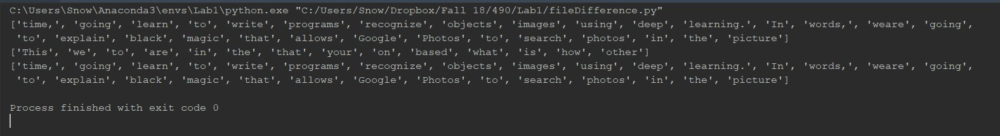 C:\Users\Snow\Anaconda3\envs\Lab1\python.exe "C:/Users/Snow/Dropbox/Fall 18/490/Lab1/fileDifference.py"
['time,', 'going', 'learn', 'to', 'write', 'programs', 'recognize', 'objects', 'images', 'using', 'deep', 'learning.', 'In', 'words,', 'weare', 'going',
'to', 'explain', 'black', 'magic', 'that', 'allows', 'Google', 'Photos', 'to', 'search', 'photos', 'in', 'the', 'picture']
['This', 'we', 'to', 'are', 'in', 'the', 'that', 'your', 'on', 'based', 'what', 'is', 'how', 'other']
['time,', 'going', 'learn', 'to', 'write', 'programs', 'recognize', 'objects', 'images', 'using', 'deep', 'learning.', 'In', 'words,', 'weare', 'going',
'to', 'explain', 'black', 'magic', 'that', 'allows', 'Google', 'Photos', 'to', 'search', 'photos', 'in', 'the', 'picture']
Process finished with exit code 0